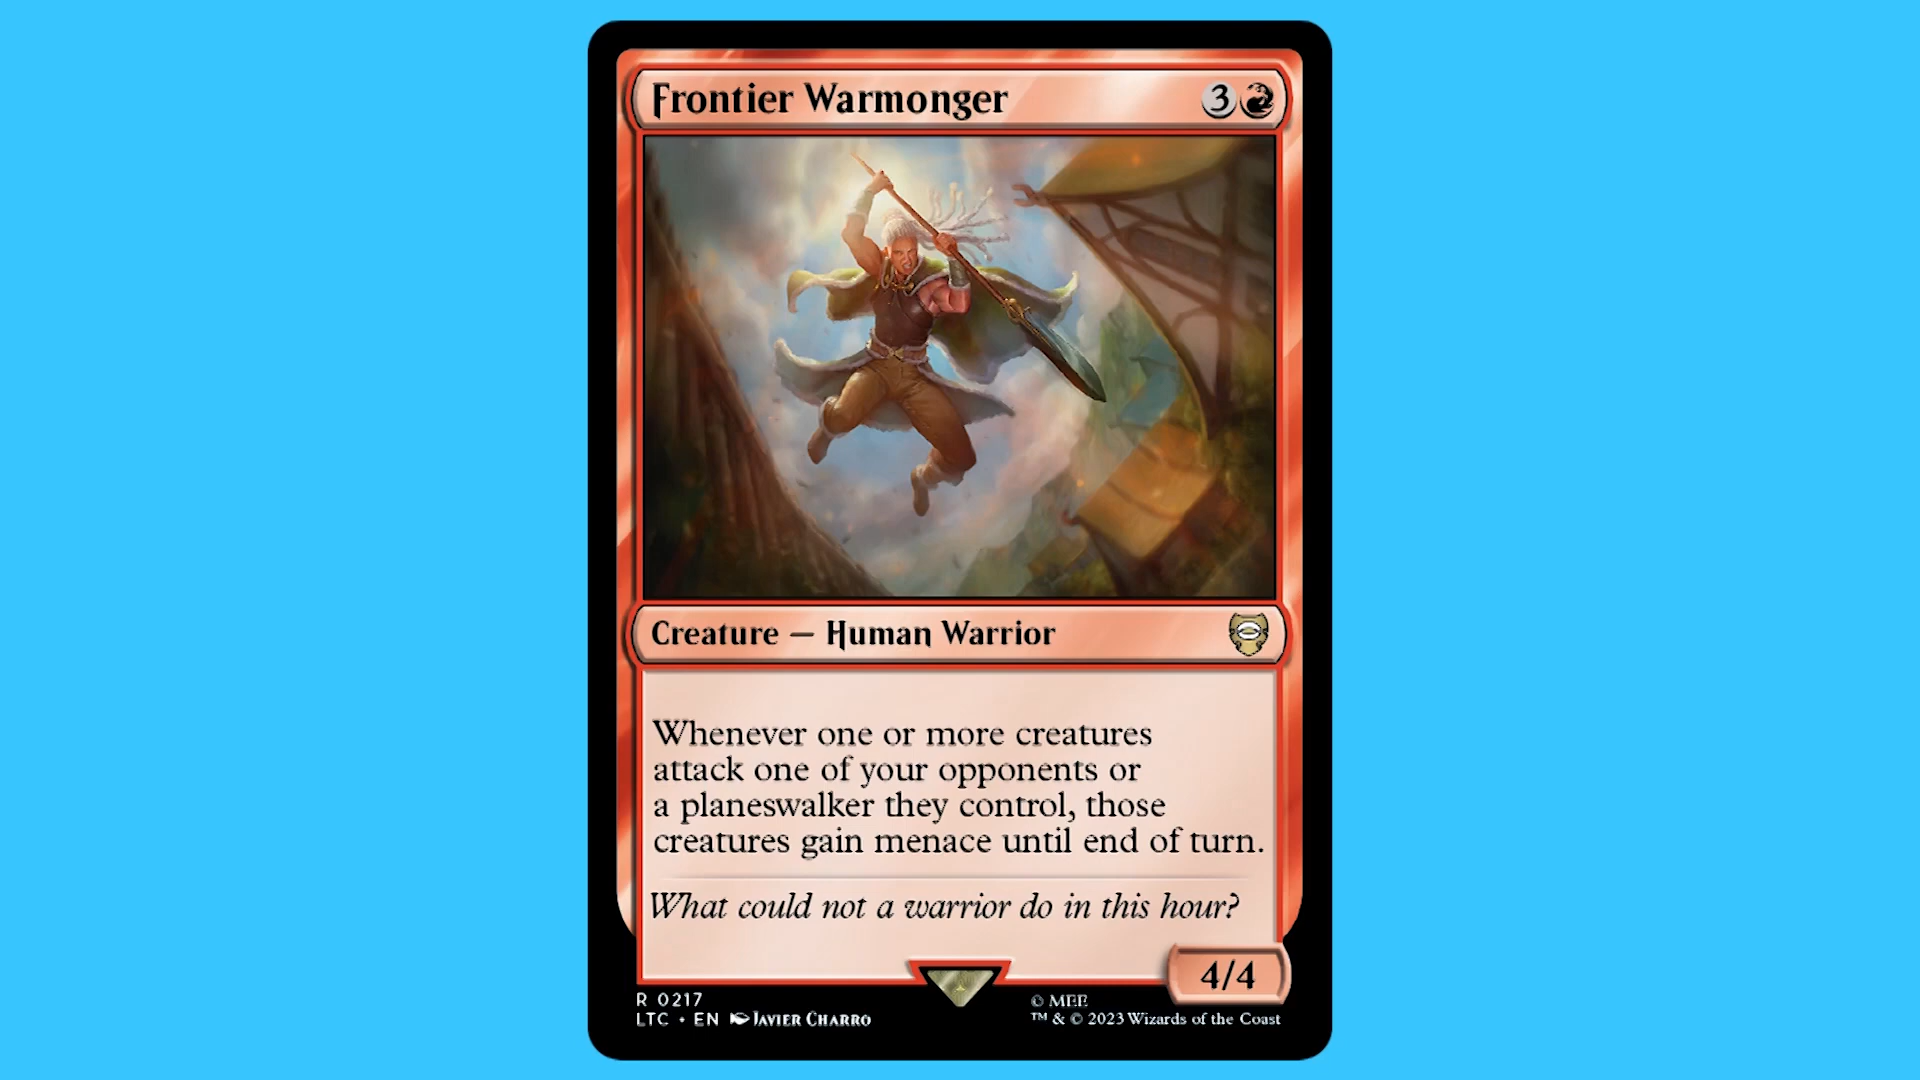 Frontier Warmonger 3
Creature — Human Warrior
Whenever one or more creatures
attack one of your opponents or
a planeswalker they control, those
creatures gain menace until end of turn.
What could not a warrior do in this hour?
4/4
R 0217
LTC • EN Javier Charro
© MEE
™ & © 2023 Wizards of the Coast